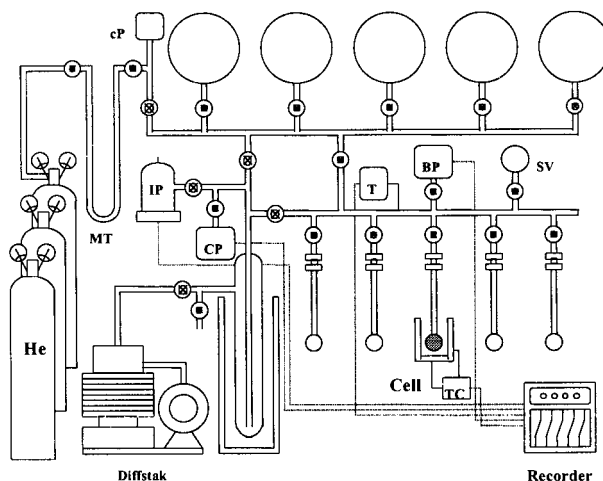 cP
IP
T
BP
SV
MT
CP
He
Cell
TC
Diffstak
Recorder